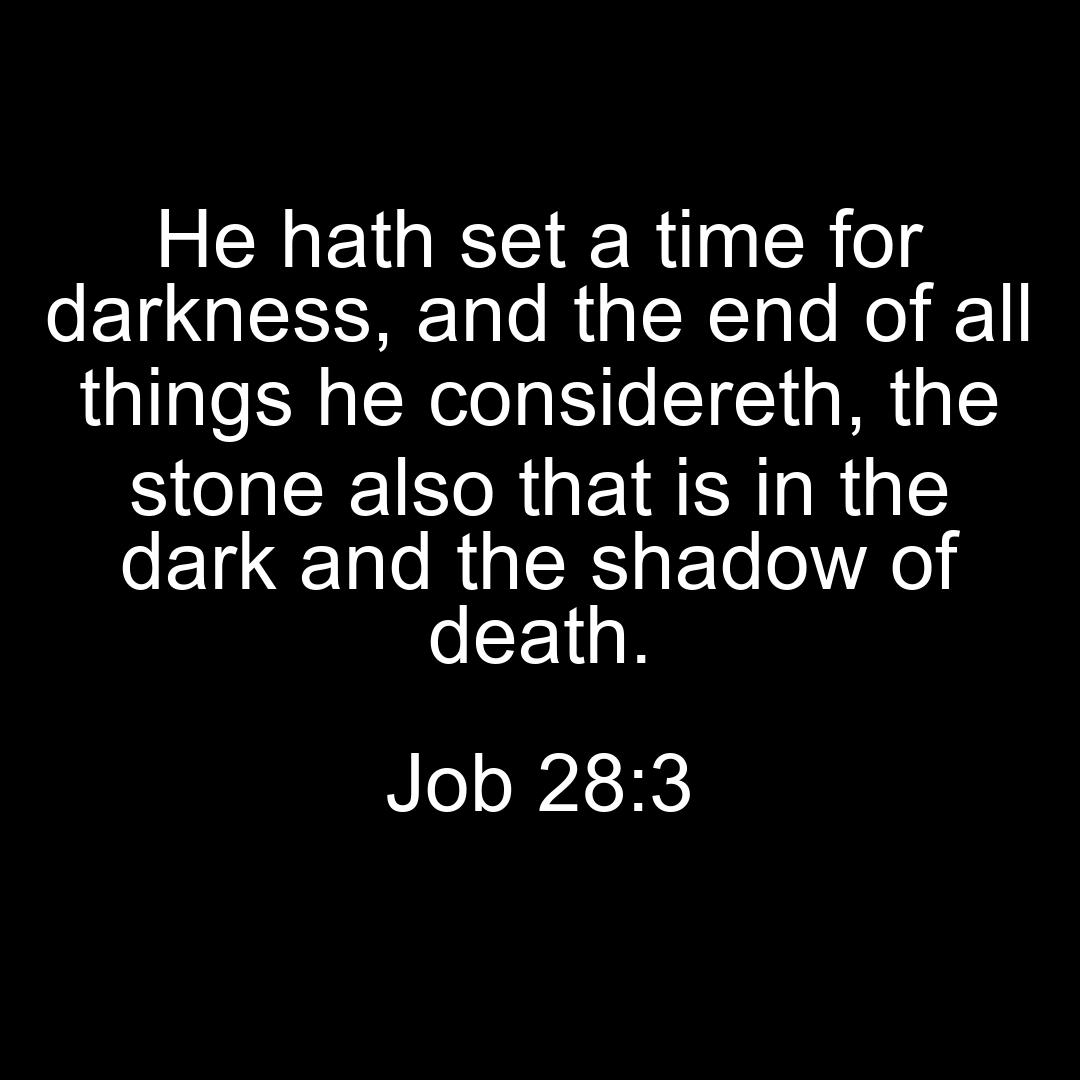 He hath set a time for
darkness, and the end of all
things he considereth, the
stone also that is in the
dark and the shadow of
death.
Job 28:3